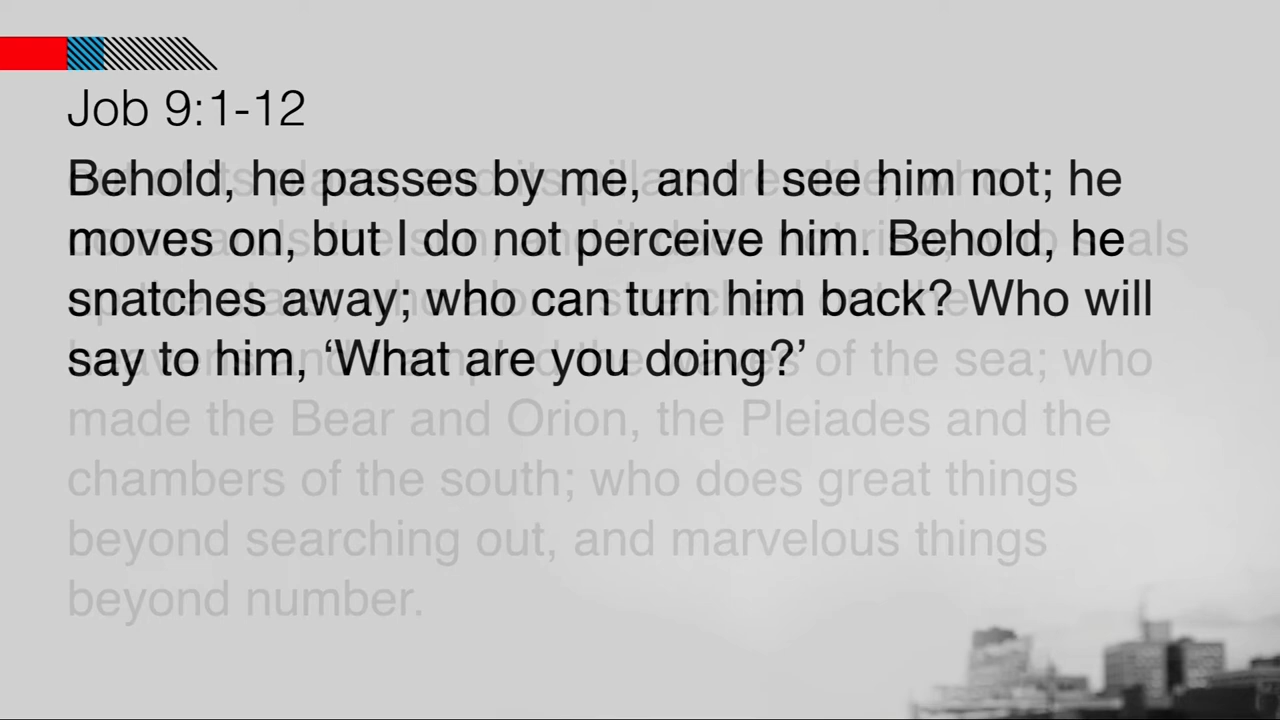 Job 9:1-12
Behold, he passes by me, and I see him not; he
moves on, but I do not perceive him. Behold, he
snatches away; who can turn him back? Who will
say to him, ‘What are you doing?’
of the sea; who
made the Bear and Orion, the Pleiades and the
chambers of the south; who does great things
beyond searching out, and marvelous things
beyond number.